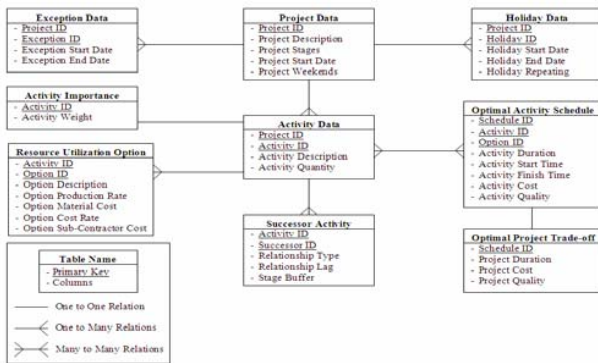 Exception Data
- Project ID
- Exception ID
- Exception Start Date
- Exception End Date
Project Data
- Project ID
- Project Description
- Project Stages
- Project Start Date
- Project Weekends
Holiday Data
- Project ID
- Holiday ID
- Holiday Start Date
- Holiday End Date
- Holiday Repeating
Activity Importance
- Activity ID
- Activity Weight
Activity Data
- Project ID
- Activity ID
- Activity Description
- Activity Quantity
Optimal Activity Schedule
- Schedule ID
- Activity ID
- Option ID
- Activity Duration
- Activity Start Time
- Activity Finish Time
- Activity Cost
- Activity Quality
Resource Utilization Option
- Activity ID
- Option ID
- Option Description
- Option Production Rate
- Option Material Cost
- Option Cost Rate
- Option Sub-Contractor Cost
Successor Activity
- Activity ID
- Successor ID
- Relationship Type
- Relationship Lag
- Stage Buffer
Optimal Project Trade-off
- Schedule ID
- Project Duration
- Project Cost
- Project Quality
Table Name
- Primary Key
- Columns
One to One Relation
One to Many Relations
Many to Many Relations